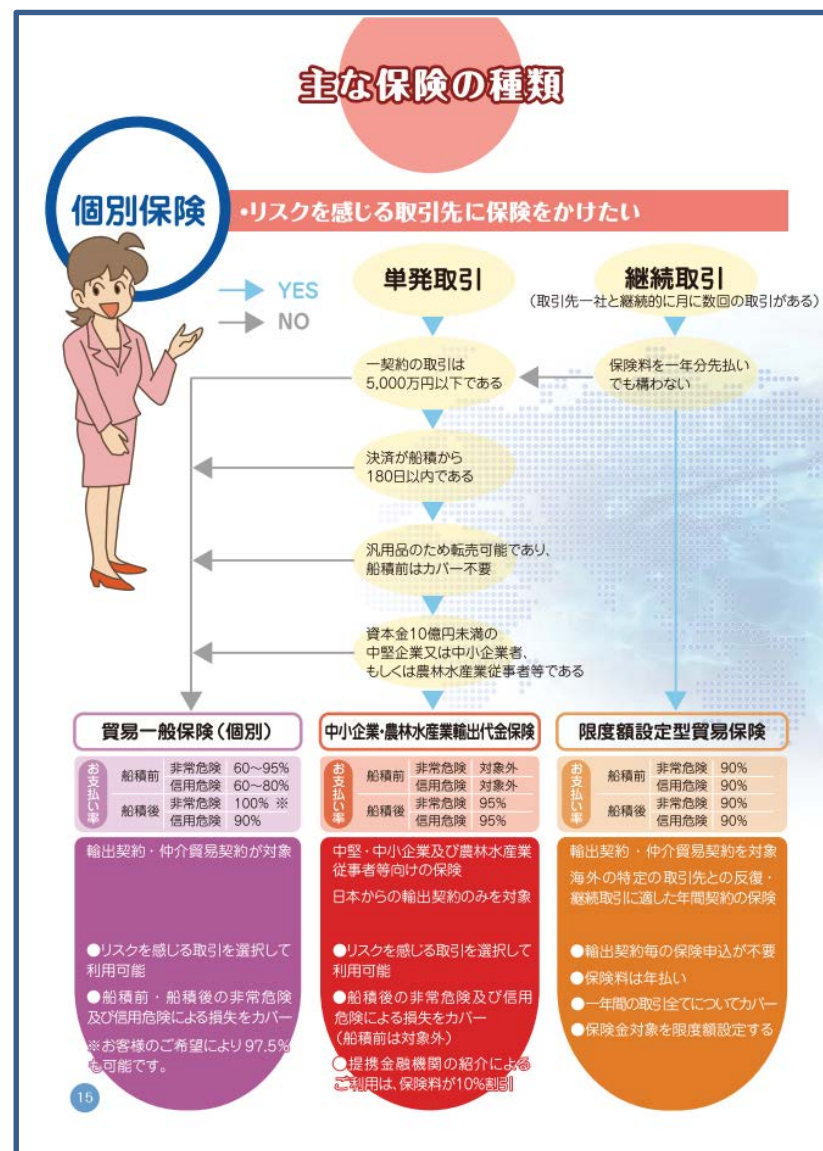 主な保険の種類
個別保険
・リスクを感じる取引先に保険をかけたい
YES
NO
単発取引
継続取引
（取引先一社と継続的に月に数回の取引がある）
一契約の取引は
5,000万円以下である
保険料を一年分先払い
でも構わない
決済が船積から
180日以内である
汎用品のため転売可能であり、
船積前はカバー不要
資本金10億円未満の
中堅企業又は中小企業者、
もしくは農林水産業従事者等である
貿易一般保険（個別）
お支払い率
船積前 非常危険 60～95%
信用危険 60～80%
船積後 非常危険 100% ※
信用危険 90%
輸出契約・仲介貿易契約が対象
●リスクを感じる取引を選択して
利用可能
●船積前・船積後の非常危険
及び信用危険による損失をカバー
※お客様のご希望により97.5%
も可能です。
中小企業・農林水産業輸出代金保険
お支払い率
船積前 非常危険 対象外
信用危険 対象外
船積後 非常危険 95%
信用危険 95%
中堅・中小企業及び農林水産業
従事者等向けの保険
日本からの輸出契約のみを対象
●リスクを感じる取引を選択して
利用可能
●船積後の非常危険及び信用
危険による損失をカバー
（船積前は対象外）
●提携金融機関の紹介による
ご利用は、保険料が10%割引
限度額設定型貿易保険
お支払い率
船積前 非常危険 90%
信用危険 90%
船積後 非常危険 90%
信用危険 90%
輸出契約・仲介貿易契約を対象
海外の特定の取引先との反復・
継続取引に適した年間契約の保険
●輸出契約毎の保険申込が不要
●保険料は年払い
●一年間の取引全てについてカバー
●保険金対象を限度額設定する
15